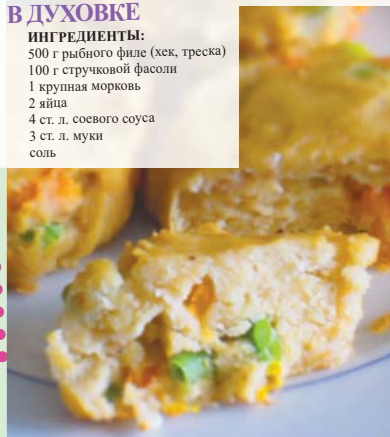 В ДУХОВКЕ
ИНГРЕДИЕНТЫ:
500 г рыбного филе (хек, треска)
100 г стручковой фасоли
1 крупная морковь
2 яйца
4 ст. л. соевого соуса
3 ст. л. муки
соль